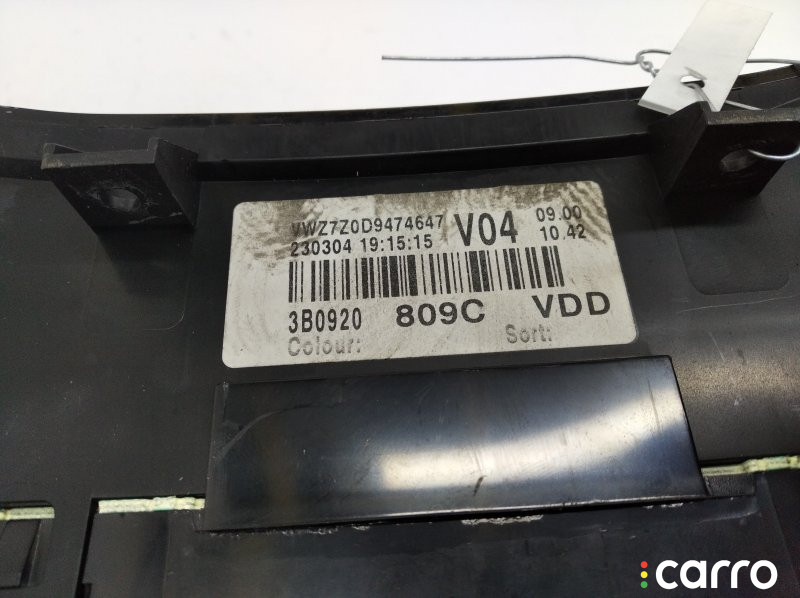 VWZ7Z0D9474647 V04 09.00
230304 19:15:15 10.42
3B0920 809C VDD
Colour: Sort:
carro